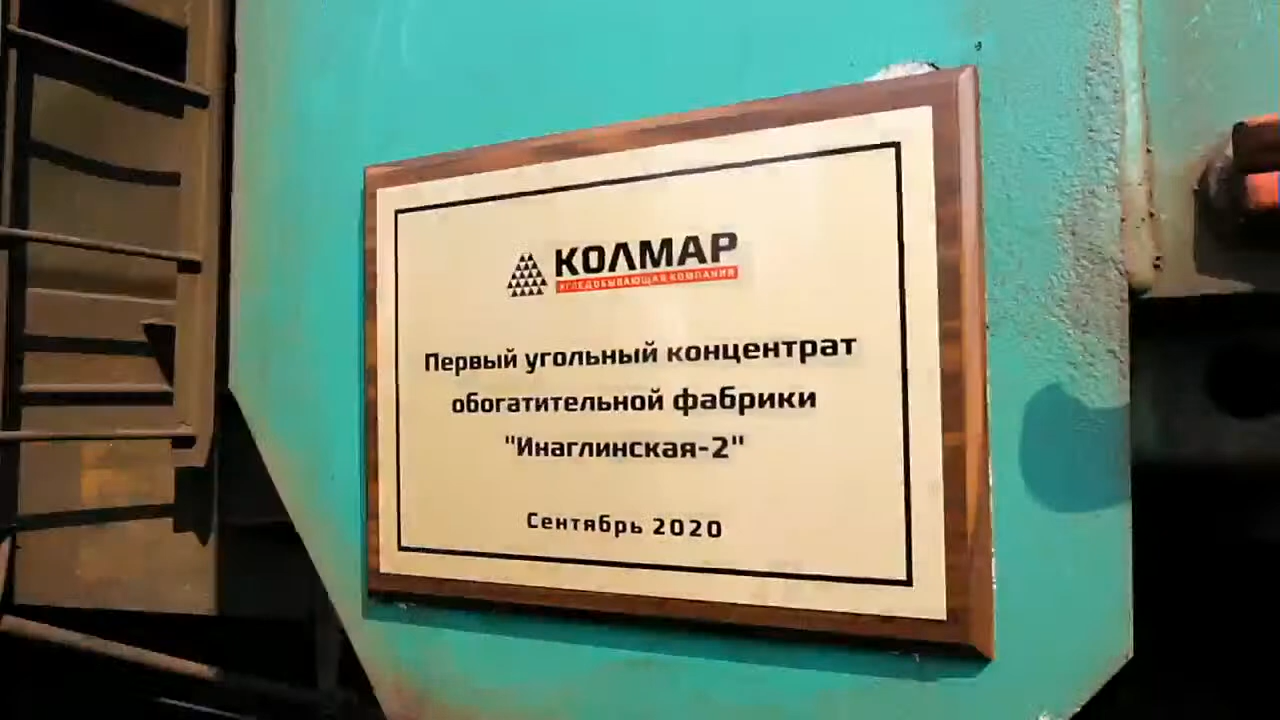 КОЛМАР
УГЛЕДОБЫВАЮЩАЯ КОМПАНИЯ
Первый угольный концентрат
обогатительной фабрики
"Инаглинская-2"
Сентябрь 2020